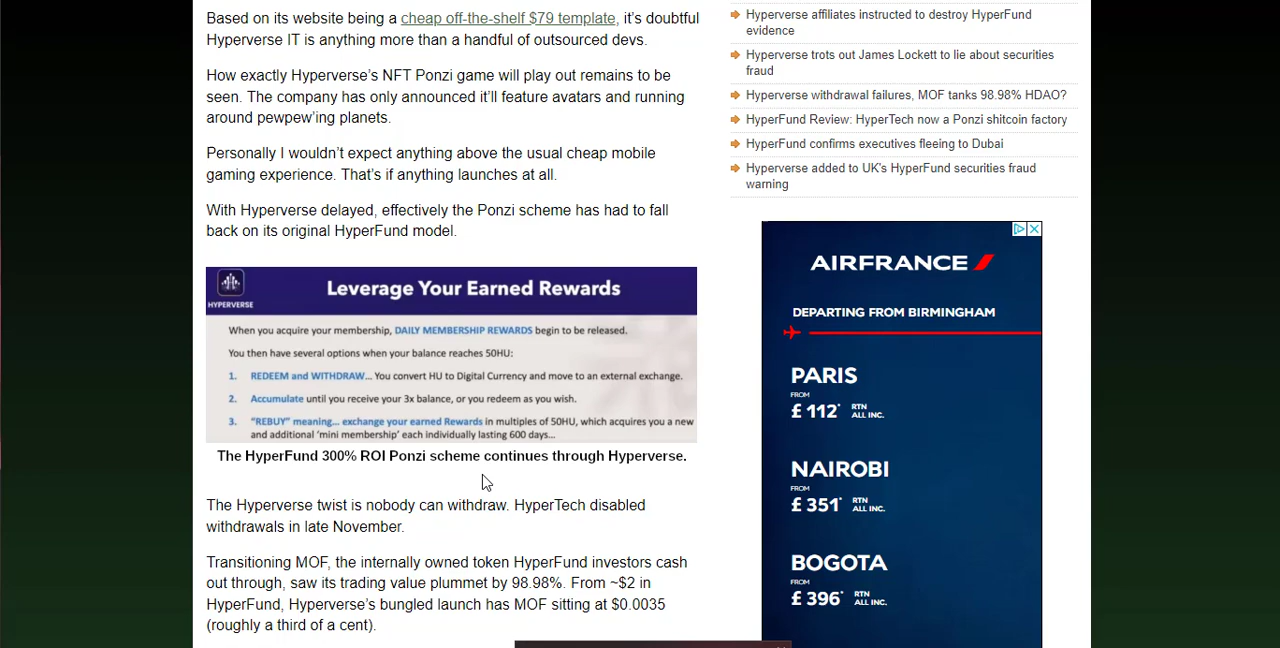 Based on its website being a cheap off-the-shelf $79 template, it’s doubtful
Hyperverse IT is anything more than a handful of outsourced devs.
How exactly Hyperverse’s NFT Ponzi game will play out remains to be
seen. The company has only announced it’ll feature avatars and running
around pewpew’ing planets.
Personally I wouldn’t expect anything above the usual cheap mobile
gaming experience. That’s if anything launches at all.
With Hyperverse delayed, effectively the Ponzi scheme has had to fall
back on its original HyperFund model.
HYPERVERSE
Leverage Your Earned Rewards
When you acquire your membership, DAILY MEMBERSHIP REWARDS begin to be released.
You then have several options when your balance reaches 50HU:
1. REDEEM and WITHDRAW... You convert HU to Digital Currency and move to an external exchange.
2. Accumulate until you receive your 3x balance, or you redeem as you wish.
3. “REBUY” meaning... exchange your earned Rewards in multiples of 50HU, which acquires you a new
and additional ‘mini membership’ each individually lasting 600 days...
The HyperFund 300% ROI Ponzi scheme continues through Hyperverse.
The Hyperverse twist is nobody can withdraw. HyperTech disabled
withdrawals in late November.
Transitioning MOF, the internally owned token HyperFund investors cash
out through, saw its trading value plummet by 98.98%. From ~$2 in
HyperFund, Hyperverse’s bungled launch has MOF sitting at $0.0035
(roughly a third of a cent).
Hyperverse affiliates instructed to destroy HyperFund
evidence
Hyperverse trots out James Lockett to lie about securities
fraud
Hyperverse withdrawal failures, MOF tanks 98.98% HDAO?
HyperFund Review: HyperTech now a Ponzi shitcoin factory
HyperFund confirms executives fleeing to Dubai
Hyperverse added to UK's HyperFund securities fraud
warning
AIRFRANCE
DEPARTING FROM BIRMINGHAM
PARIS
FROM
£ 112* RTN
ALL INC.
NAIROBI
FROM
£ 351* RTN
ALL INC.
BOGOTA
FROM
£ 396* RTN
ALL INC.